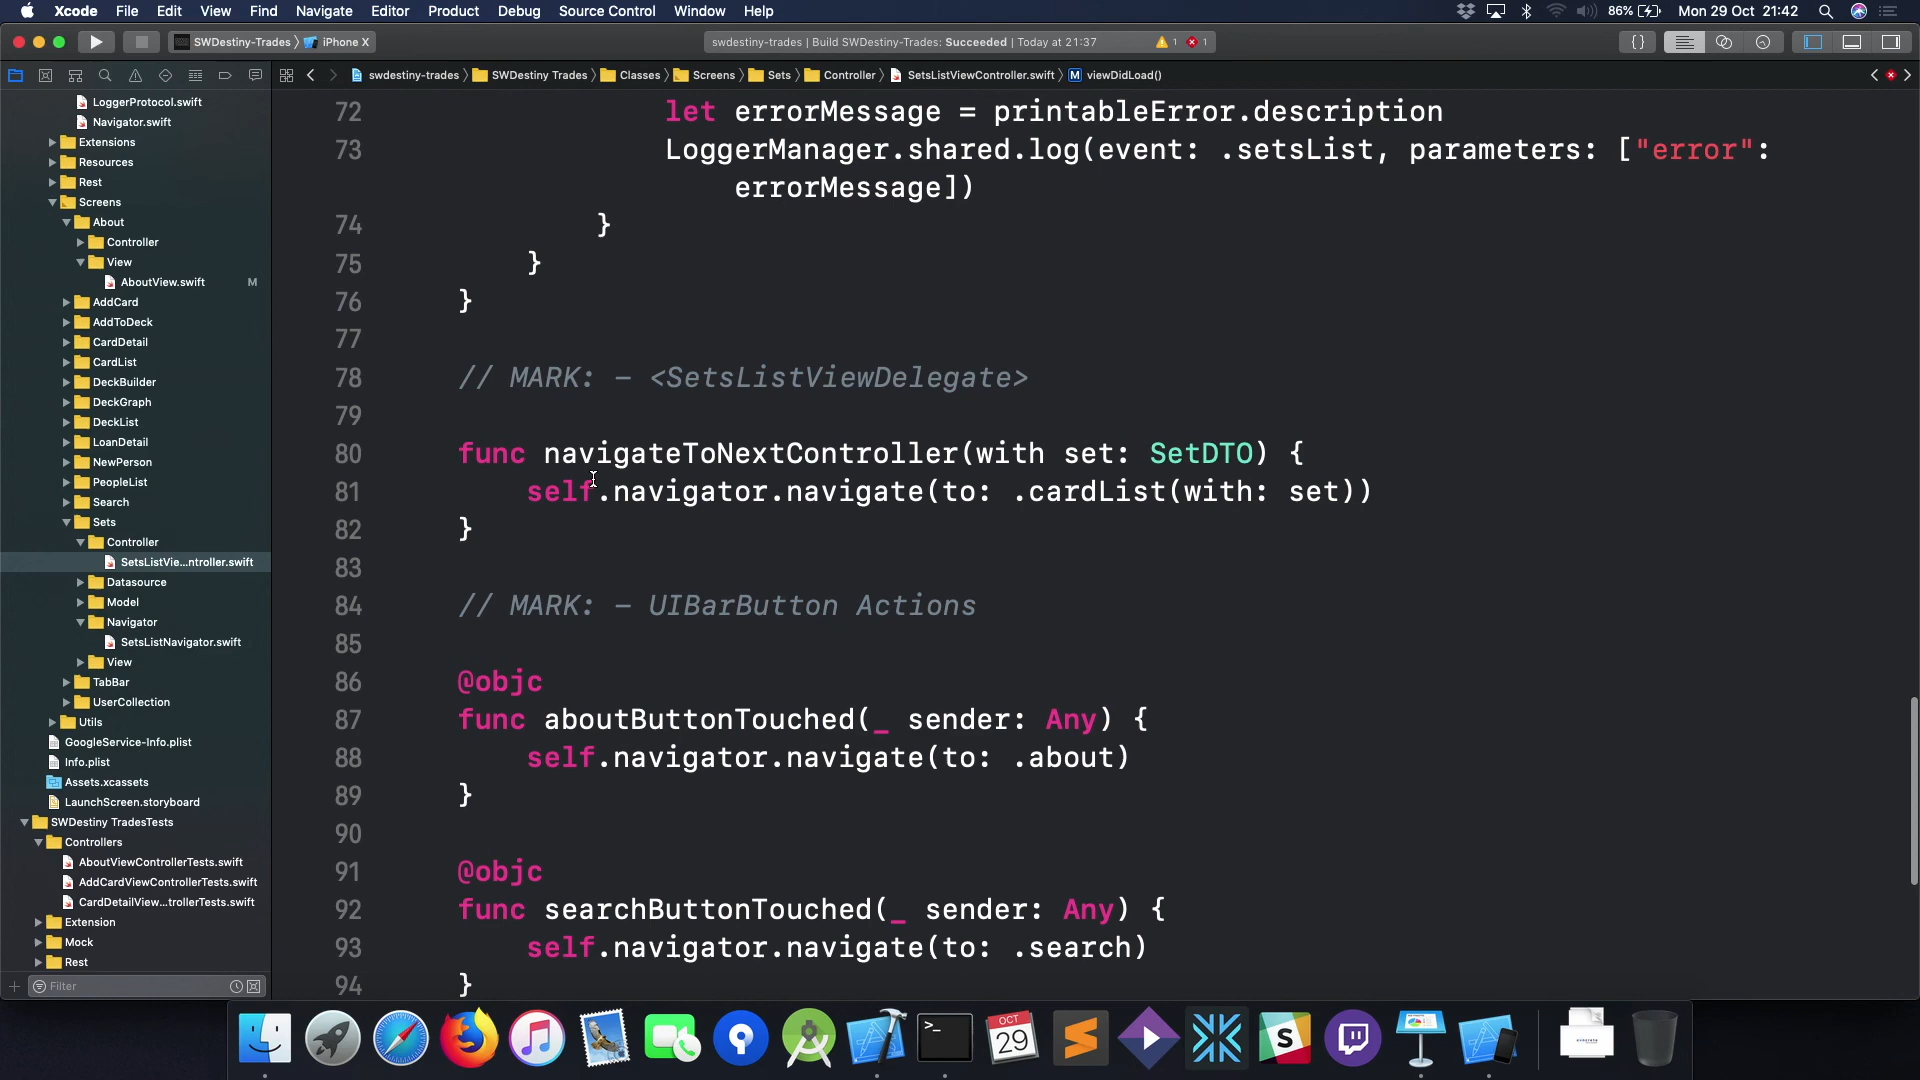 Xcode File Edit View Find Navigate Editor Product Debug Source Control Window Help
86% Mon 29 Oct 21:42
SWDestiny-Trades iPhone X
swdestiny-trades | Build SWDestiny-Trades: Succeeded | Today at 21:37
1 1
swdestiny-trades SWDestiny Trades Classes Screens Sets Controller SetsListViewController.swift M viewDidLoad()
LoggerProtocol.swift
Navigator.swift
Extensions
Resources
Rest
Screens
About
Controller
View
AboutView.swift M
AddCard
AddToDeck
CardDetail
CardList
DeckBuilder
DeckGraph
DeckList
LoanDetail
NewPerson
PeopleList
Search
Sets
Controller
SetsListVie...ntroller.swift
Datasource
Model
Navigator
SetsListNavigator.swift
View
TabBar
UserCollection
Utils
GoogleService-Info.plist
Info.plist
Assets.xcassets
LaunchScreen.storyboard
SWDestiny TradesTests
Controllers
AboutViewControllerTests.swift
AddCardViewControllerTests.swift
CardDetailView...trollerTests.swift
Extension
Mock
Rest
Filter
72 let errorMessage = printableError.description
73 LoggerManager.shared.log(event: .setsList, parameters: ["error":
errorMessage])
74 }
75 }
76 }
77
78 // MARK: - <SetsListViewDelegate>
79
80 func navigateToNextController(with set: SetDTO) {
81 self.navigator.navigate(to: .cardList(with: set))
82 }
83
84 // MARK: - UIBarButton Actions
85
86 @objc
87 func aboutButtonTouched(_ sender: Any) {
88 self.navigator.navigate(to: .about)
89 }
90
91 @objc
92 func searchButtonTouched(_ sender: Any) {
93 self.navigator.navigate(to: .search)
94 }
OCT
29